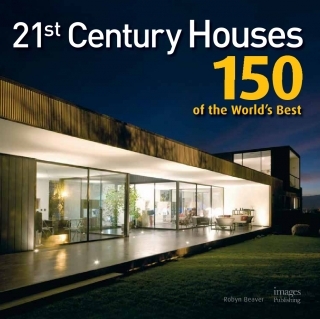 21st Century Houses
150
of the World's Best
Robyn Beaver
images
Publishing